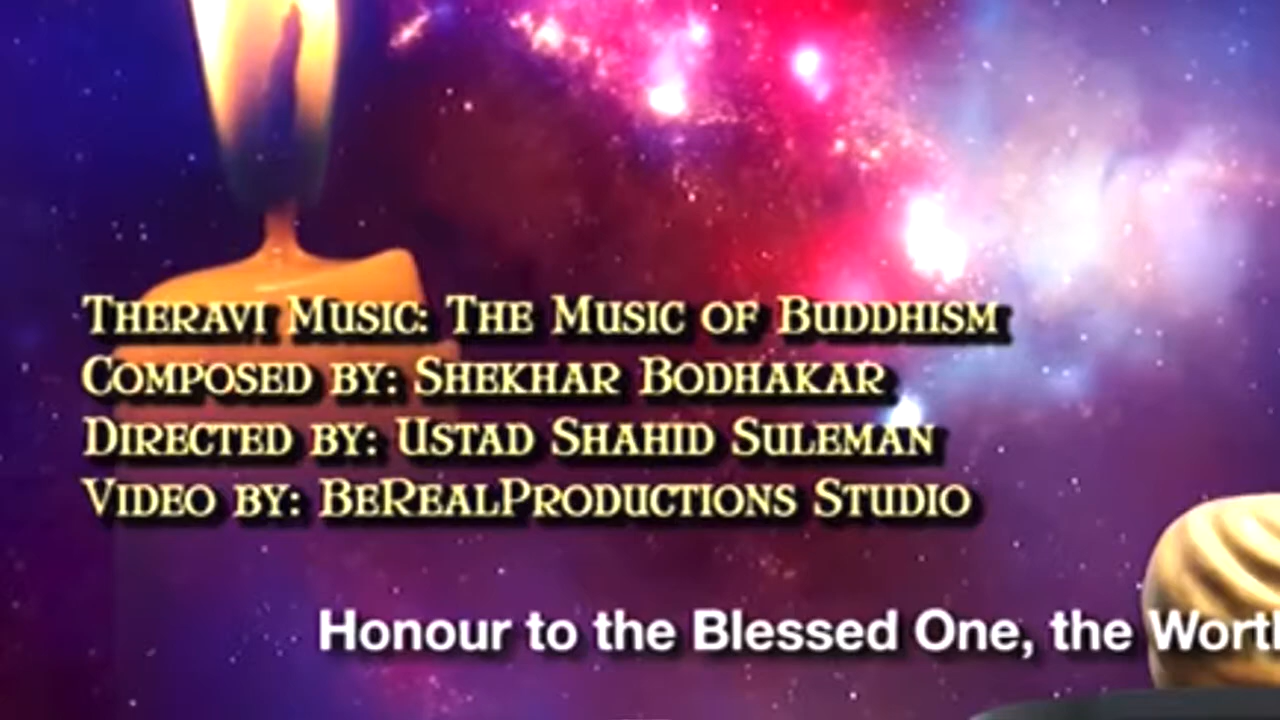 Theravi Music: The Music of Buddhism
Composed by: Shekhar Bodhakar
Directed by: Ustad Shahid Suleman
Video by: BeRealProductions Studio
Honour to the Blessed One, the